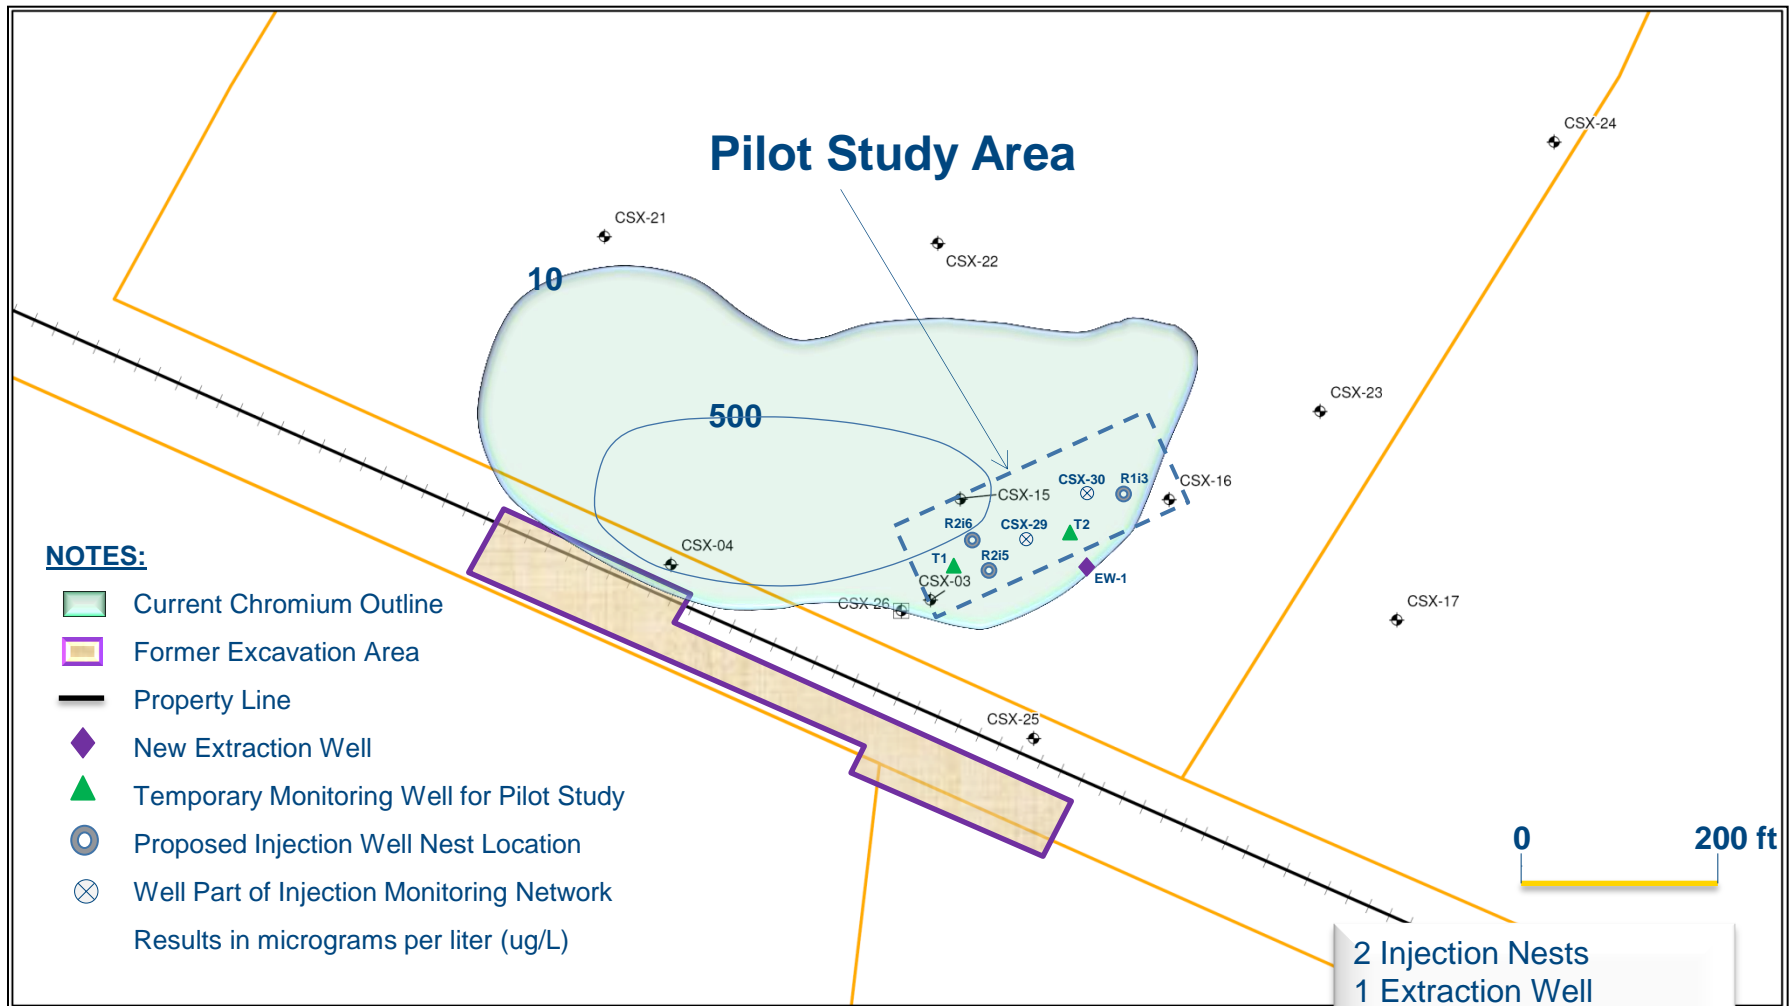 Pilot Study Area
CSX-24
CSX-21
CSX-22
10
CSX-23
500
CSX-30
R1i3
CSX-16
CSX-15
R2i6
CSX-29
T2
CSX-04
T1
R2i5
EW-1
CSX-03
CSX-26
CSX-17
CSX-25
NOTES:
Current Chromium Outline
Former Excavation Area
Property Line
New Extraction Well
Temporary Monitoring Well for Pilot Study
Proposed Injection Well Nest Location
Well Part of Injection Monitoring Network
Results in micrograms per liter (ug/L)
0 200 ft
2 Injection Nests
1 Extraction Well